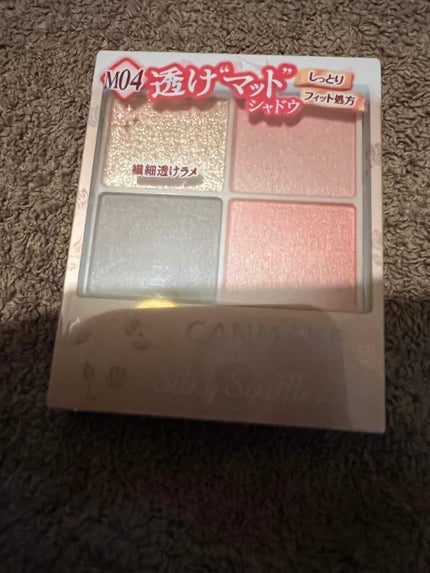 M04
透け"マット"
シャドウ
しっとり
フィット処方
繊細透けラメ
CANMAKE
Silky Souffle